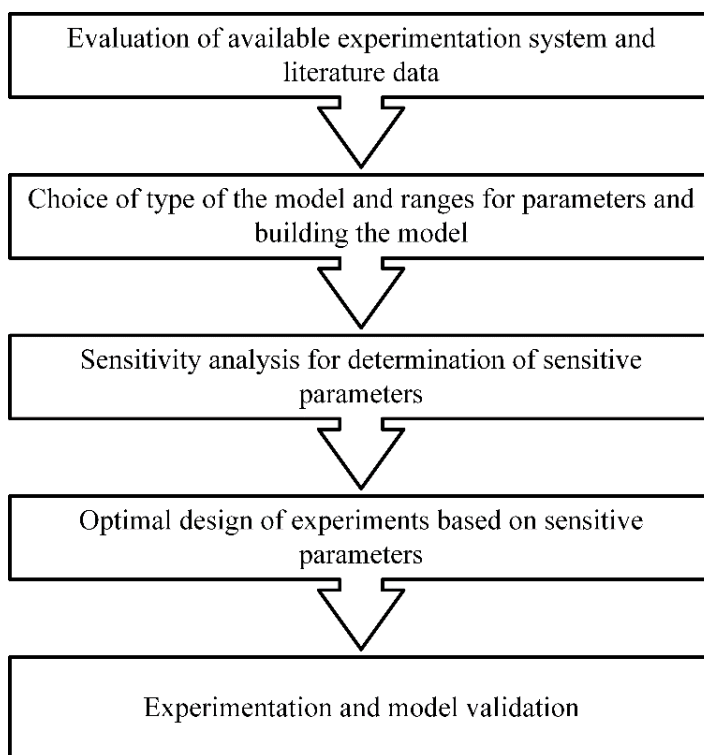 Evaluation of available experimentation system and
literature data
Choice of type of the model and ranges for parameters and
building the model
Sensitivity analysis for determination of sensitive
parameters
Optimal design of experiments based on sensitive
parameters
Experimentation and model validation